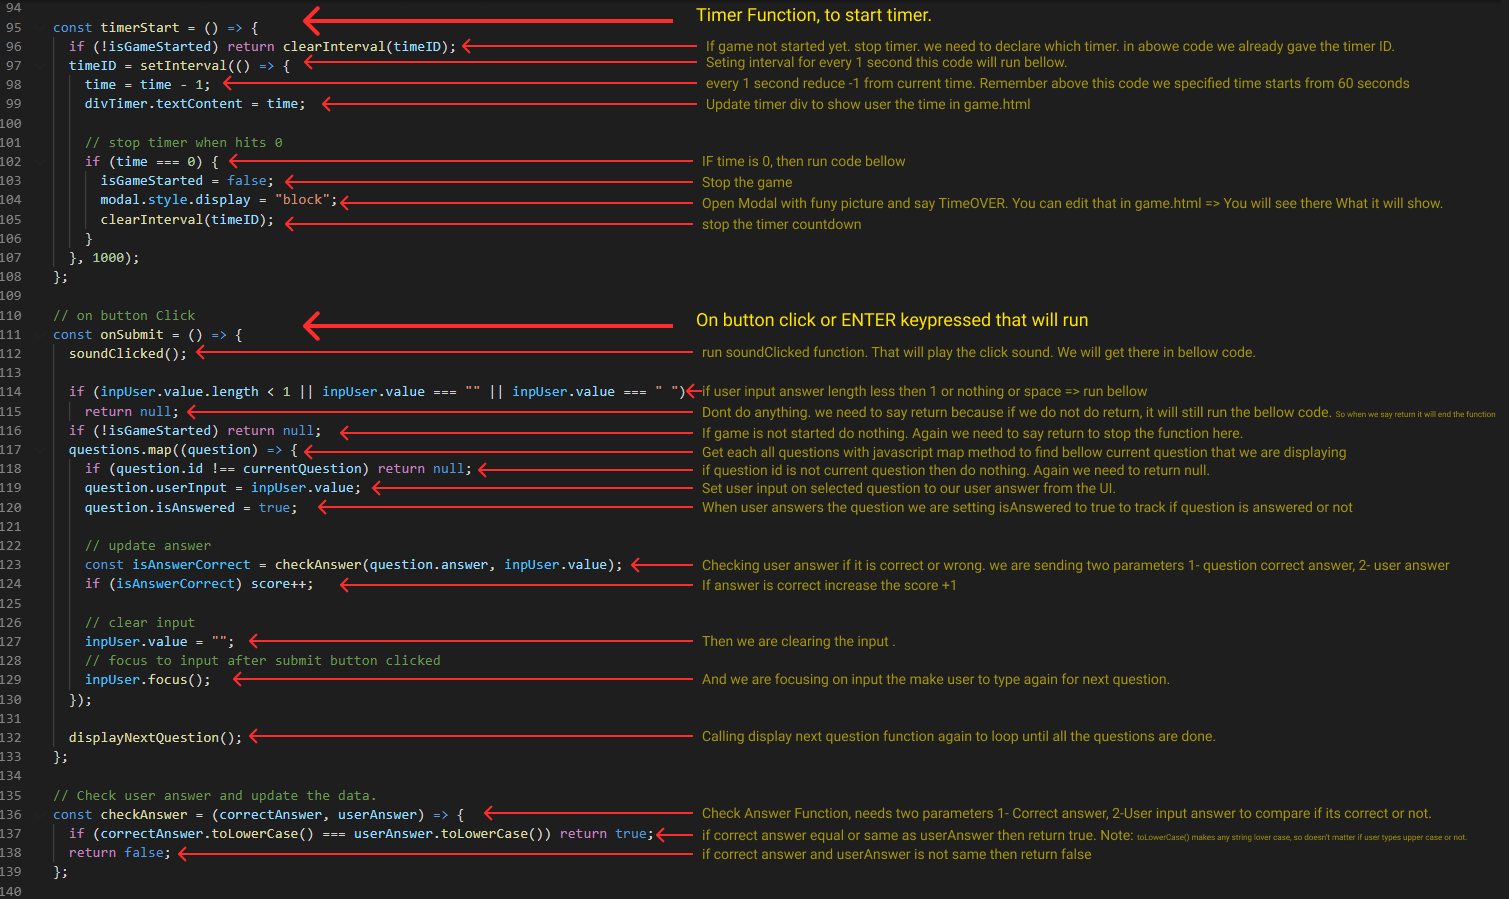 94
95 const timerStart = () => { Timer Function, to start timer.
96 if (!isGameStarted) return clearInterval(timeID); If game not started yet. stop timer. we need to declare which timer. in abowe code we already gave the timer ID.
97 timeID = setInterval(() => { Seting interval for every 1 second this code will run bellow.
98 time = time - 1; every 1 second reduce -1 from current time. Remember above this code we specified time starts from 60 seconds
99 divTimer.textContent = time; Update timer div to show user the time in game.html
100
101 // stop timer when hits 0
102 if (time === 0) { IF time is 0, then run code bellow
103 isGameStarted = false; Stop the game
104 modal.style.display = "block"; Open Modal with funy picture and say TimeOVER. You can edit that in game.html => You will see there What it will show.
105 clearInterval(timeID); stop the timer countdown
106 }
107 }, 1000);
108 };
109
110 // on button Click
111 const onSubmit = () => { On button click or ENTER keypressed that will run
112 soundClicked(); run soundClicked function. That will play the click sound. We will get there in bellow code.
113
114 if (inpUser.value.length < 1 || inpUser.value === "" || inpUser.value === " ") if user input answer length less then 1 or nothing or space => run bellow
115 return null; Dont do anything. we need to say return because if we do not do return, it will still run the bellow code. So when we say return it will end the function
116 if (!isGameStarted) return null; If game is not started do nothing. Again we need to say return to stop the function here.
117 questions.map((question) => { Get each all questions with javascript map method to find bellow current question that we are displaying
118 if (question.id !== currentQuestion) return null; if question id is not current question then do nothing. Again we need to return null.
119 question.userInput = inpUser.value; Set user input on selected question to our user answer from the UI.
120 question.isAnswered = true; When user answers the question we are setting isAnswered to true to track if question is answered or not
121
122 // update answer
123 const isAnswerCorrect = checkAnswer(question.answer, inpUser.value); Checking user answer if it is correct or wrong. we are sending two parameters 1- question correct answer, 2- user answer
124 if (isAnswerCorrect) score++; If answer is correct increase the score +1
125
126 // clear input
127 inpUser.value = ""; Then we are clearing the input .
128 // focus to input after submit button clicked
129 inpUser.focus(); And we are focusing on input the make user to type again for next question.
130 });
131
132 displayNextQuestion(); Calling display next question function again to loop until all the questions are done.
133 };
134
135 // Check user answer and update the data.
136 const checkAnswer = (correctAnswer, userAnswer) => { Check Answer Function, needs two parameters 1- Correct answer, 2-User input answer to compare if its correct or not.
137 if (correctAnswer.toLowerCase() === userAnswer.toLowerCase()) return true; if correct answer equal or same as userAnswer then return true. Note: toLowerCase() makes any string lover case, so doesn't matter if user types upper case or not.
138 return false; if correct answer and userAnswer is not same then return false
139 };
140